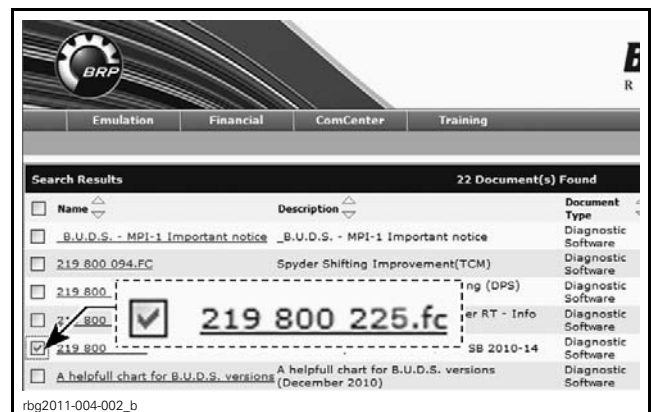 BRP
Emulation Financial ComCenter Training
Search Results 22 Document(s) Found
Name Description Document Type
_B.U.D.S. - MPI-1 Important notice _B.U.D.S. - MPI-1 Important notice Diagnostic Software
219 800 094.FC Spyder Shifting Improvement(TCM) Diagnostic Software
219 800 ng (DPS) Diagnostic Software
800 er RT - Info Diagnostic Software
219 800 225.fc
219 800 SB 2010-14 Diagnostic Software
A helpfull chart for B.U.D.S. versions A helpfull chart for B.U.D.S. versions (December 2010) Diagnostic Software
rbg2011-004-002_b